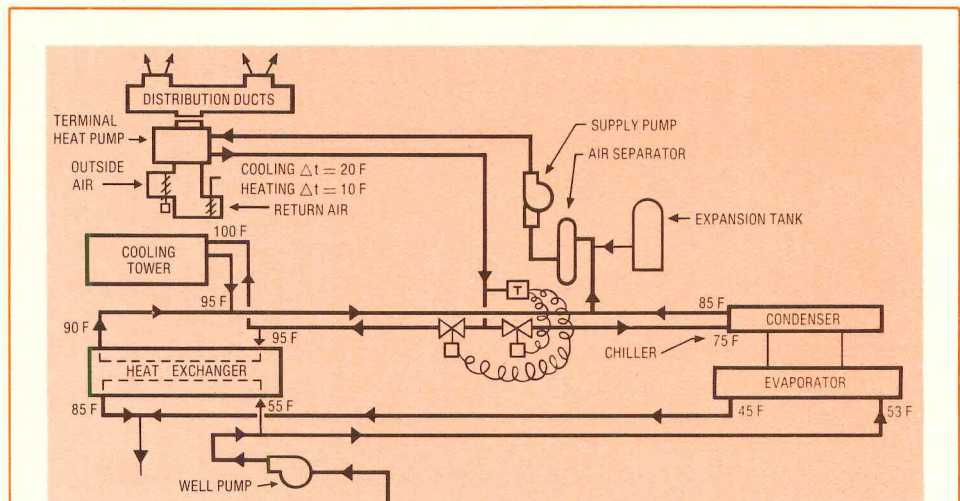 DISTRIBUTION DUCTS
TERMINAL
HEAT PUMP
OUTSIDE
AIR
COOLING △t = 20 F
HEATING △t = 10 F
RETURN AIR
SUPPLY PUMP
AIR SEPARATOR
EXPANSION TANK
100 F
COOLING
TOWER
95 F
85 F
CONDENSER
90 F
95 F
CHILLER
75 F
HEAT EXCHANGER
EVAPORATOR
85 F
55 F
45 F
53 F
T
WELL PUMP